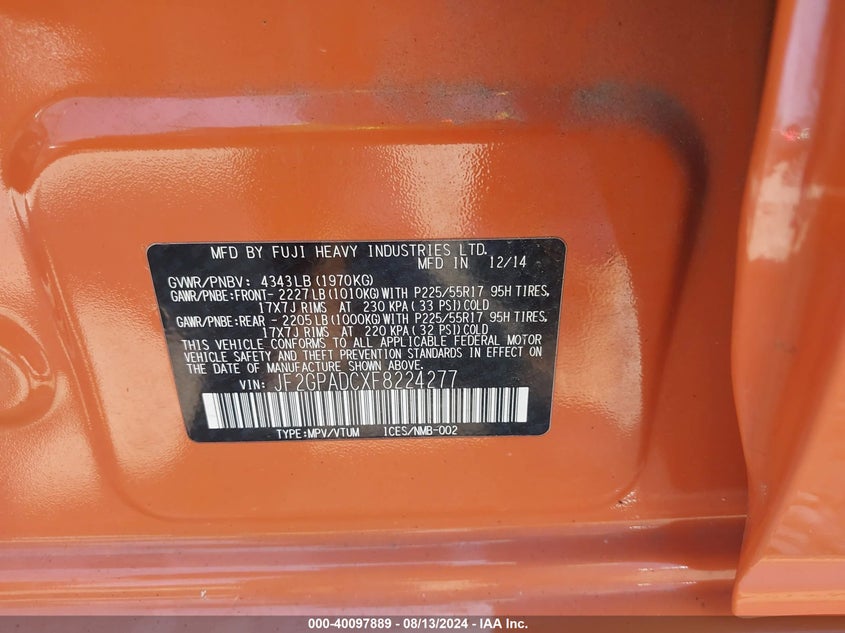 MFD BY FUJI HEAVY INDUSTRIES LTD.
MFD IN 12/14
GVWR/PNBV: 4343LB(1970KG)
GAWR/PNBE:FRONT- 2227LB(1010KG)WITH P225/55R17 95H TIRES,
17X7J RIMS AT 230 KPA( 33 PSI)COLD
GAWR/PNBE:REAR - 2205LB(1000KG)WITH P225/55R17 95H TIRES,
17X7J RIMS AT 220 KPA( 32 PSI)COLD
THIS VEHICLE CONFORMS TO ALL APPLICABLE FEDERAL MOTOR
VEHICLE SAFETY AND THEFT PREVENTION STANDARDS IN EFFECT ON
THE DATE OF MANUFACTURE SHOWN ABOVE.
VIN: JF2GPADCXF8224277
TYPE:MPV/VTUM ICES/NMB-002
000-40097889 - 08/13/2024 - IAA Inc.